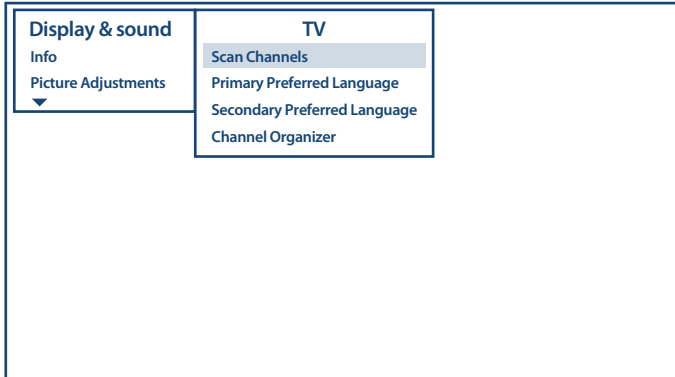 Display & sound
Info
Picture Adjustments
TV
Scan Channels
Primary Preferred Language
Secondary Preferred Language
Channel Organizer